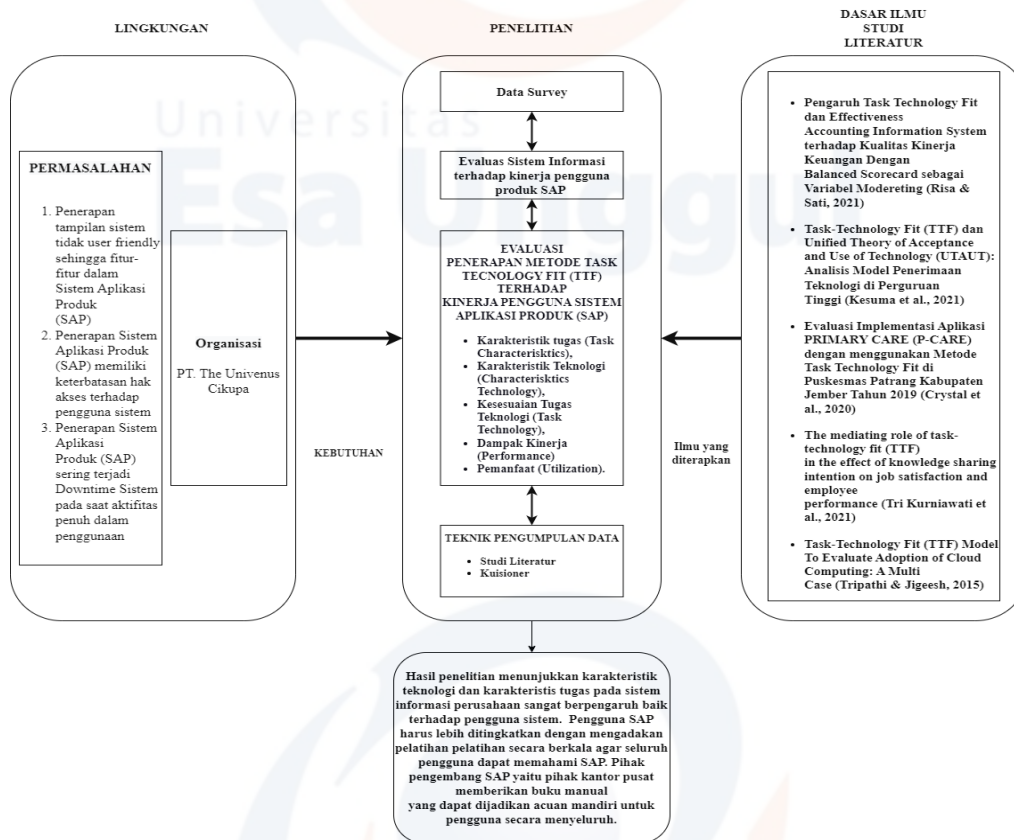 LINGKUNGAN
PERMASALAHAN
1. Penerapan
tampilan sistem
tidak user friendly
sehingga fitur-
fitur dalam
Sistem Aplikasi
Produk
(SAP)
2. Penerapan Sistem
Aplikasi Produk
(SAP) memiliki
keterbatasan hak
akses terhadap
pengguna sistem
3. Penerapan Sistem
Aplikasi
Produk (SAP)
sering terjadi
Downtime Sistem
pada saat aktifitas
penuh dalam
penggunaan
Organisasi
PT. The Univenus
Cikupa
KEBUTUHAN
PENELITIAN
Data Survey
Evaluas Sistem Informasi
terhadap kinerja pengguna
produk SAP
EVALUASI
PENERAPAN METODE TASK
TECNOLOGY FIT (TTF)
TERHADAP
KINERJA PENGGUNA SISTEM
APLIKASI PRODUK (SAP)
• Karakteristik tugas (Task
Characterisktics),
• Karakteristik Teknologi
(Characterisktics
Technology),
• Kesesuaian Tugas
Teknologi (Task
Technology),
• Dampak Kinerja
(Performance)
• Pemanfaat (Utilization).
TEKNIK PENGUMPULAN DATA
• Studi Literatur
• Kuisioner
Ilmu yang
diterapkan
DASAR ILMU
STUDI
LITERATUR
• Pengaruh Task Technology Fit
dan Effectiveness
Accounting Information System
terhadap Kualitas Kinerja
Keuangan Dengan
Balanced Scorecard sebagai
Variabel Modereting (Risa &
Sati, 2021)
• Task-Technology Fit (TTF) dan
Unified Theory of Acceptance
and Use of Technology (UTAUT):
Analisis Model Penerimaan
Teknologi di Perguruan
Tinggi (Kesuma et al., 2021)
• Evaluasi Implementasi Aplikasi
PRIMARY CARE (P-CARE)
dengan menggunakan Metode
Task Technology Fit di
Puskesmas Patrang Kabupaten
Jember Tahun 2019 (Crystal et
al., 2020)
• The mediating role of task-
technology fit (TTF)
in the effect of knowledge sharing
intention on job satisfaction and
employee
performance (Tri Kurniawati et
al., 2021)
• Task-Technology Fit (TTF) Model
To Evaluate Adoption of Cloud
Computing: A Multi
Case (Tripathi & Jigeesh, 2015)
Hasil penelitian menunjukkan karakteristik
teknologi dan karakteristis tugas pada sistem
informasi perusahaan sangat berpengaruh baik
terhadap pengguna sistem. Pengguna SAP
harus lebih ditingkatkan dengan mengadakan
pelatihan pelatihan secara berkala agar seluruh
pengguna dapat memahami SAP. Pihak
pengembang SAP yaitu pihak kantor pusat
memberikan buku manual
yang dapat dijadikan acuan mandiri untuk
pengguna secara menyeluruh.
Universitas
Esa Unggul